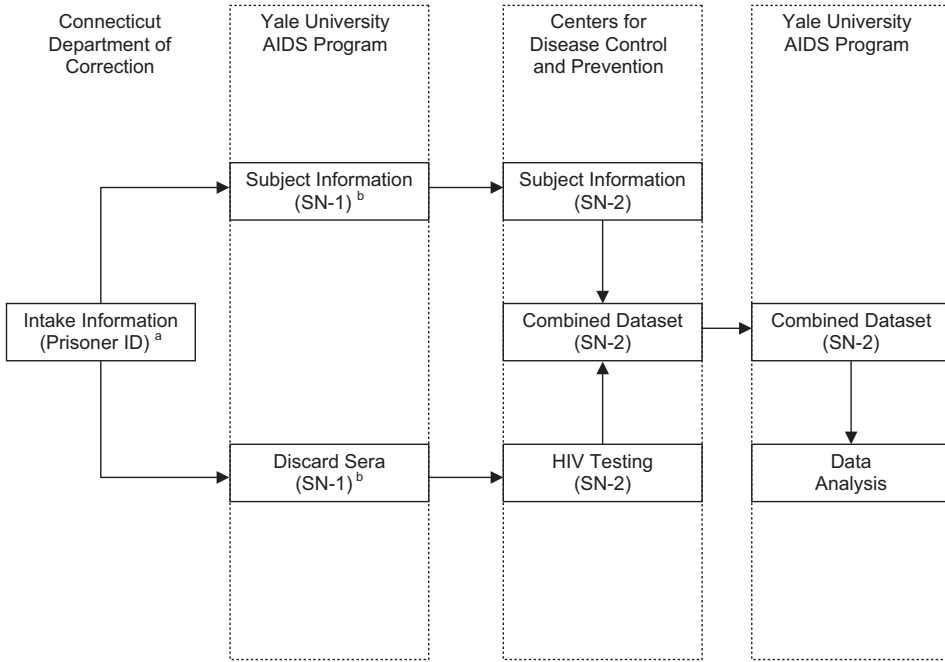 Connecticut
Department of
Correction
Yale University
AIDS Program
Centers for
Disease Control
and Prevention
Yale University
AIDS Program
Subject Information
(SN-1) b
Subject Information
(SN-2)
Intake Information
(Prisoner ID) a
Combined Dataset
(SN-2)
Combined Dataset
(SN-2)
Discard Sera
(SN-1) b
HIV Testing
(SN-2)
Data
Analysis